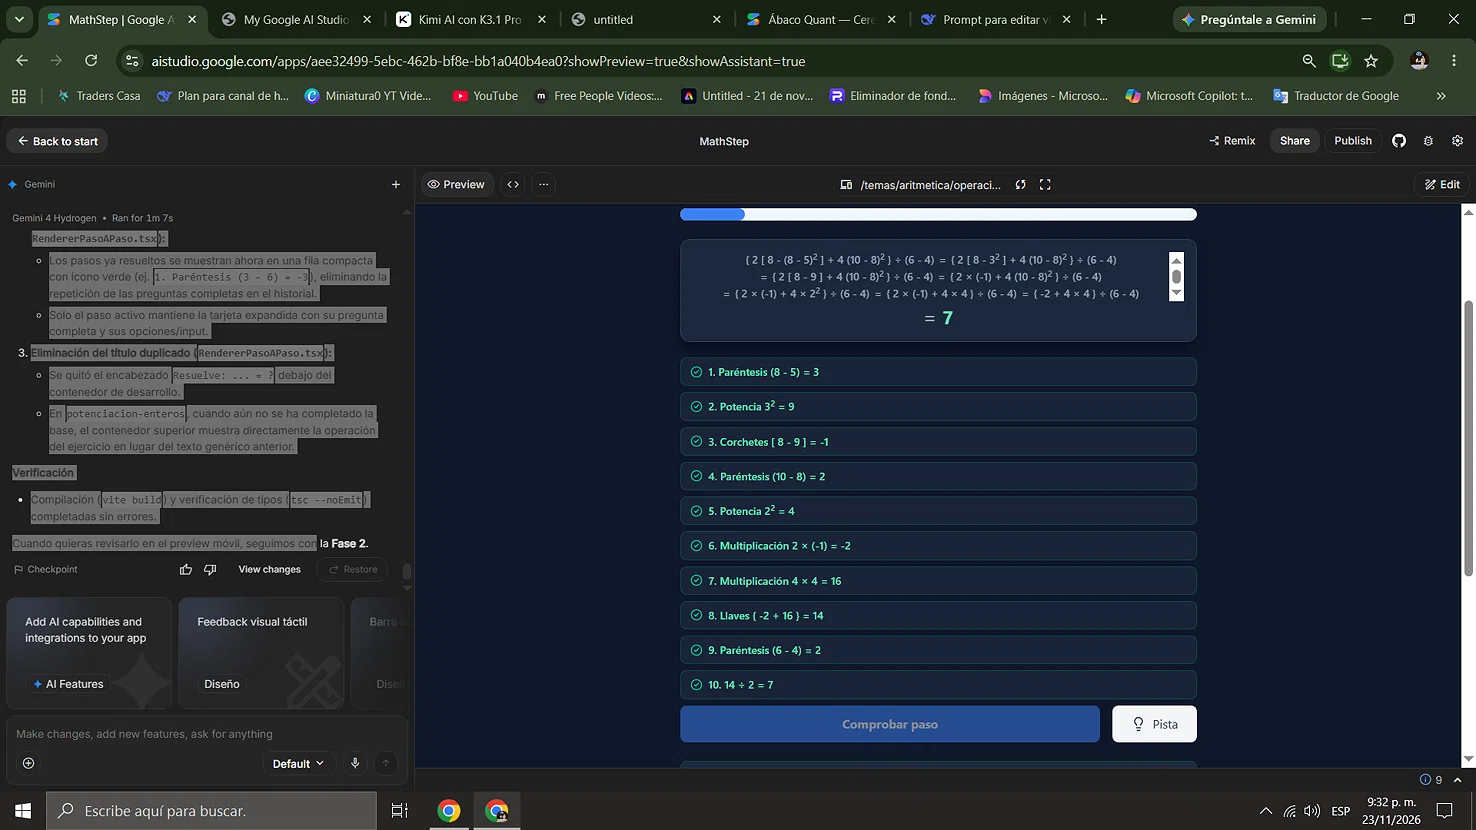 MathStep | Google A
My Google AI Studio
Kimi AI con K3.1 Pro
untitled
Ábaco Quant — Cere
Prompt para editar v
Pregúntale a Gemini
aistudio.google.com/apps/aee32499-5ebc-462b-bf8e-bb1a040b4ea0?showPreview=true&showAssistant=true
Traders Casa
Plan para canal de h...
Miniatura0 YT Vide...
YouTube
Free People Videos:...
Untitled - 21 de nov...
Eliminador de fond...
Imágenes - Microso...
Microsoft Copilot: t...
Traductor de Google
Back to start
MathStep
Remix
Share
Publish
Gemini
Preview
/temas/aritmetica/operaci...
Edit
Gemini 4 Hydrogen • Ran for 1m 7s
RendererPasoAPaso.tsx):
Los pasos ya resueltos se muestran ahora en una fila compacta
con ícono verde (ej. 1. Paréntesis (3 - 6) = -3), eliminando la
repetición de las preguntas completas en el historial.
Solo el paso activo mantiene la tarjeta expandida con su pregunta
completa y sus opciones/input.
3. Eliminación del título duplicado (RendererPasoAPaso.tsx):
Se quitó el encabezado Resuelve: ... = ? debajo del
contenedor de desarrollo.
En potenciacion-enteros, cuando aún no se ha completado la
base, el contenedor superior muestra directamente la operación
del ejercicio en lugar del texto genérico anterior.
Verificación
Compilación (vite build) y verificación de tipos (tsc --noEmit)
completadas sin errores.
Cuando quieras revisarlo en el preview móvil, seguimos con la Fase 2.
Checkpoint
View changes
Restore
Add AI capabilities and
integrations to your app
AI Features
Feedback visual táctil
Diseño
Barra
Diseñ
Make changes, add new features, ask for anything
Default
{ 2 [ 8 - (8 - 5)² ] + 4 (10 - 8)² } ÷ (6 - 4) = { 2 [ 8 - 3² ] + 4 (10 - 8)² } ÷ (6 - 4)
= { 2 [ 8 - 9 ] + 4 (10 - 8)² } ÷ (6 - 4) = { 2 × (-1) + 4 (10 - 8)² } ÷ (6 - 4)
= { 2 × (-1) + 4 × 2² } ÷ (6 - 4) = { 2 × (-1) + 4 × 4 } ÷ (6 - 4) = { -2 + 4 × 4 } ÷ (6 - 4)
= 7
1. Paréntesis (8 - 5) = 3
2. Potencia 3² = 9
3. Corchetes [ 8 - 9 ] = -1
4. Paréntesis (10 - 8) = 2
5. Potencia 2² = 4
6. Multiplicación 2 × (-1) = -2
7. Multiplicación 4 × 4 = 16
8. Llaves { -2 + 16 } = 14
9. Paréntesis (6 - 4) = 2
10. 14 ÷ 2 = 7
Comprobar paso
Pista
9
Escribe aquí para buscar.
ESP
9:32 p. m.
23/11/2026